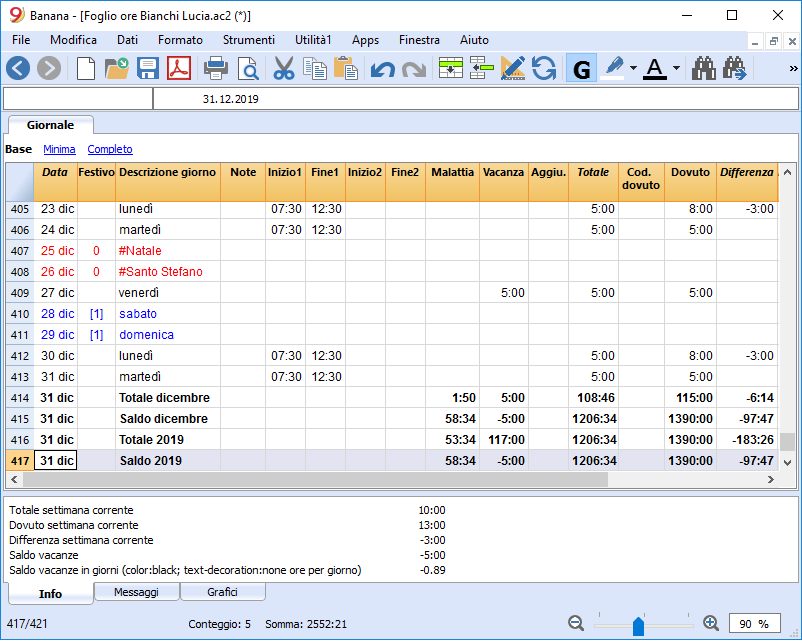 Banana - [Foglio ore Bianchi Lucia.ac2 (*)]
File Modifica Dati Formato Strumenti Utilità1 Apps Finestra Aiuto
G A »
31.12.2019
Giornale
Base Minima Completo
Data Festivo Descrizione giorno Note Inizio1 Fine1 Inizio2 Fine2 Malattia Vacanza Aggiu. Totale Cod. dovuto Dovuto Differenza
405 23 dic lunedì 07:30 12:30 5:00 8:00 -3:00
406 24 dic martedì 07:30 12:30 5:00 5:00
407 25 dic 0 #Natale
408 26 dic 0 #Santo Stefano
409 27 dic venerdì 5:00 5:00 5:00
410 28 dic [1] sabato
411 29 dic [1] domenica
412 30 dic lunedì 07:30 12:30 5:00 8:00 -3:00
413 31 dic martedì 07:30 12:30 5:00 5:00
414 31 dic Totale dicembre 1:50 5:00 108:46 115:00 -6:14
415 31 dic Saldo dicembre 58:34 -5:00 1206:34 1390:00 -97:47
416 31 dic Totale 2019 53:34 117:00 1206:34 1390:00 -183:26
417 31 dic Saldo 2019 58:34 -5:00 1206:34 1390:00 -97:47
Totale settimana corrente 10:00
Dovuto settimana corrente 13:00
Differenza settimana corrente -3:00
Saldo vacanze -5:00
Saldo vacanze in giorni (color:black; text-decoration:none ore per giorno) -0.89
Info Messaggi Grafici
417/421 Conteggio: 5 Somma: 2552:21 90 %